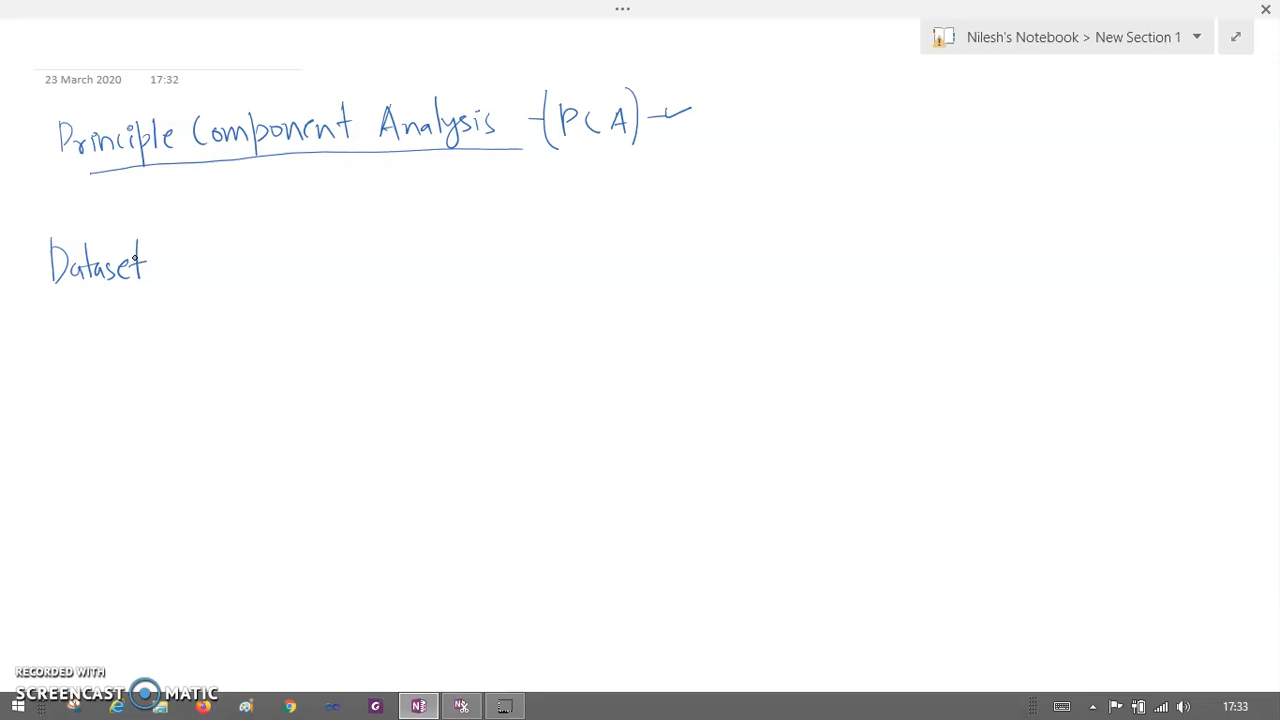 ...
Nilesh's Notebook > New Section 1
23 March 2020 17:32
Principle Component Analysis - (PCA) -
Dataset
RECORDED WITH
SCREENCAST MATIC
17:33